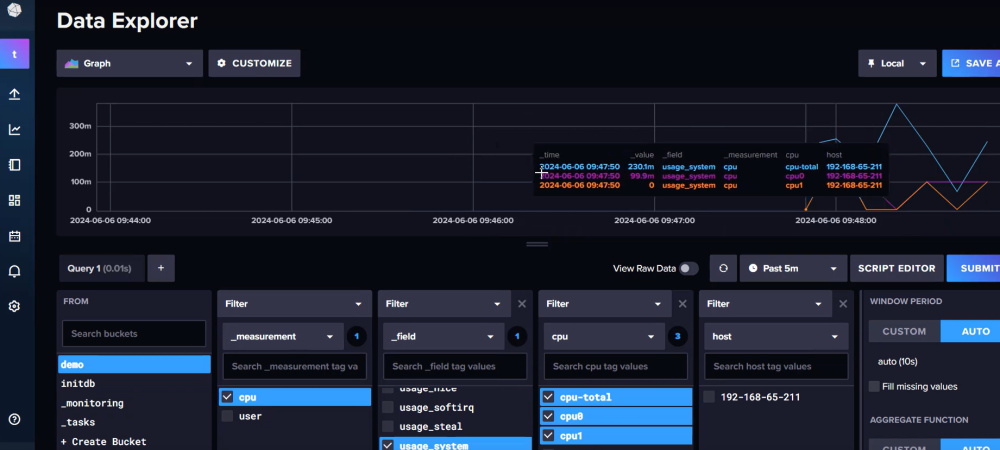 Data Explorer
t
Graph
CUSTOMIZE
Local
SAVE A
300m
200m
100m
0
_time _value _field _measurement cpu host
2024-06-06 09:47:50 230.1m usage_system cpu cpu-total 192-168-65-211
2024-06-06 09:47:50 99.9m usage_system cpu cpu0 192-168-65-211
2024-06-06 09:47:50 0 usage_system cpu cpu1 192-168-65-211
2024-06-06 09:44:00 2024-06-06 09:45:00 2024-06-06 09:46:00 2024-06-06 09:47:00 2024-06-06 09:48:00
Query 1 (0.01s) +
View Raw Data
Past 5m
SCRIPT EDITOR
SUBMIT
FROM
Search buckets
demo
initdb
_monitoring
_tasks
+ Create Bucket
Filter
_measurement 1
Search _measurement tag va
cpu
user
Filter
_field 1
Search _field tag values
usage_nice
usage_softirq
usage_steal
usage_system
Filter
cpu 3
Search cpu tag values
cpu-total
cpu0
cpu1
Filter
host
Search host tag values
192-168-65-211
WINDOW PERIOD
CUSTOM AUTO
auto (10s)
Fill missing values
AGGREGATE FUNCTION
CUSTOM AUTO